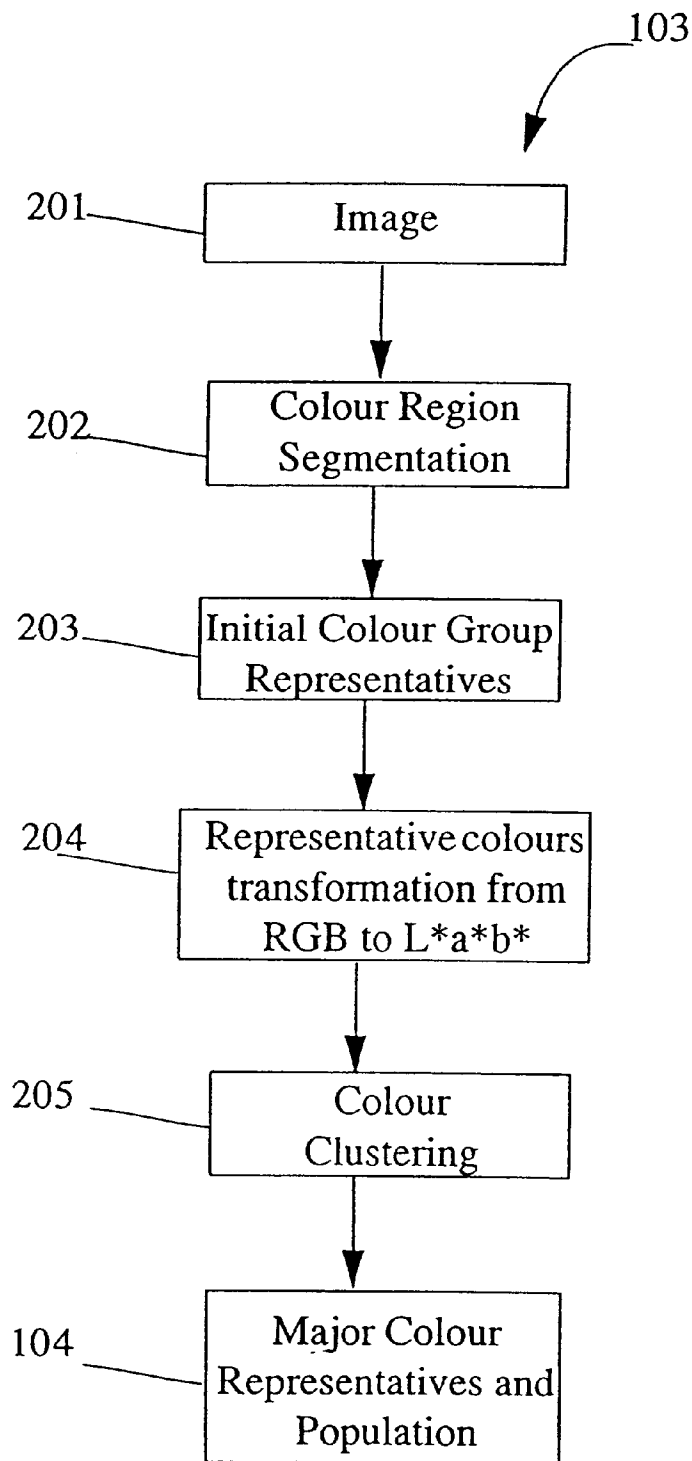 103
201
Image
202
Colour Region
Segmentation
203
Initial Colour Group
Representatives
204
Representative colours
transformation from
RGB to L*a*b*
205
Colour
Clustering
104
Major Colour
Representatives and
Population